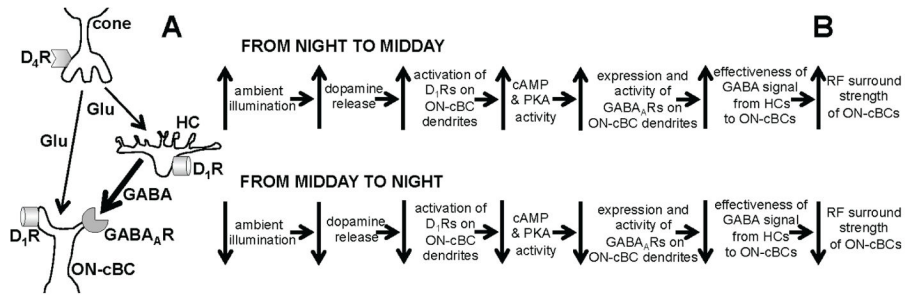 A
cone
D4R
Glu
Glu
HC
D1R
GABA
D1R
GABAAR
ON-cBC
B
FROM NIGHT TO MIDDAY
ambient
illumination
dopamine
release
activation of
D1Rs on
ON-cBC
dendrites
cAMP
& PKA
activity
expression and
activity of
GABAARs on
ON-cBC dendrites
effectiveness of
GABA signal
from HCs
to ON-cBCs
RF surround
strength
of ON-cBCs
FROM MIDDAY TO NIGHT
ambient
illumination
dopamine
release
activation of
D1Rs on
ON-cBC
dendrites
cAMP
& PKA
activity
expression and
activity of
GABAARs on
ON-cBC dendrites
effectiveness of
GABA signal
from HCs
to ON-cBCs
RF surround
strength
of ON-cBCs